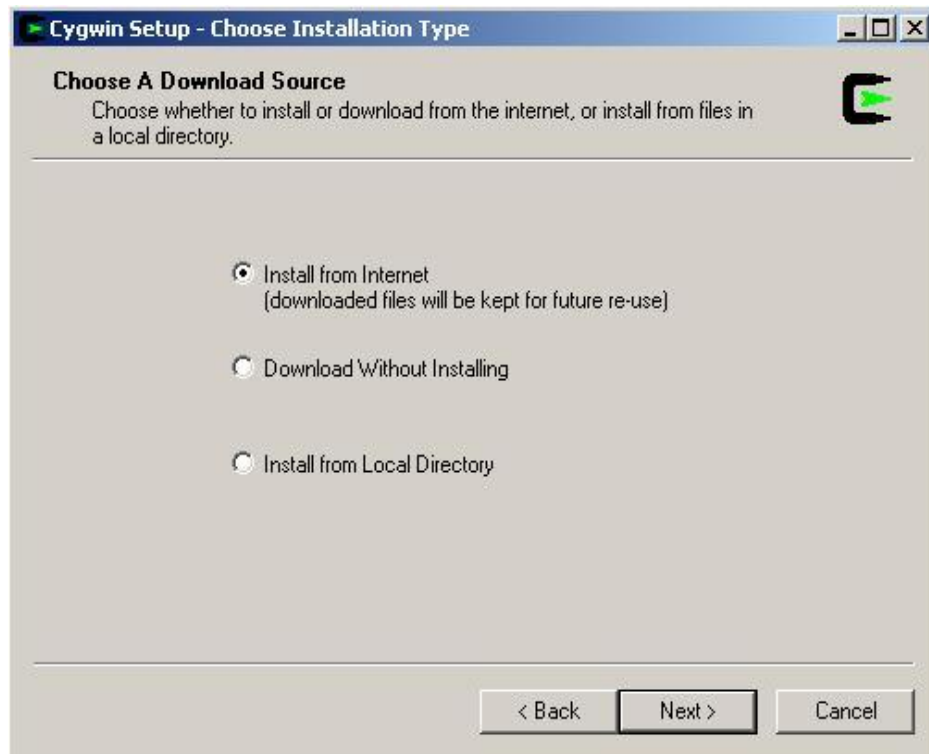 Cygwin Setup - Choose Installation Type
Choose A Download Source
Choose whether to install or download from the internet, or install from files in
a local directory.
Install from Internet
(downloaded files will be kept for future re-use)
Download Without Installing
Install from Local Directory
< Back
Next >
Cancel